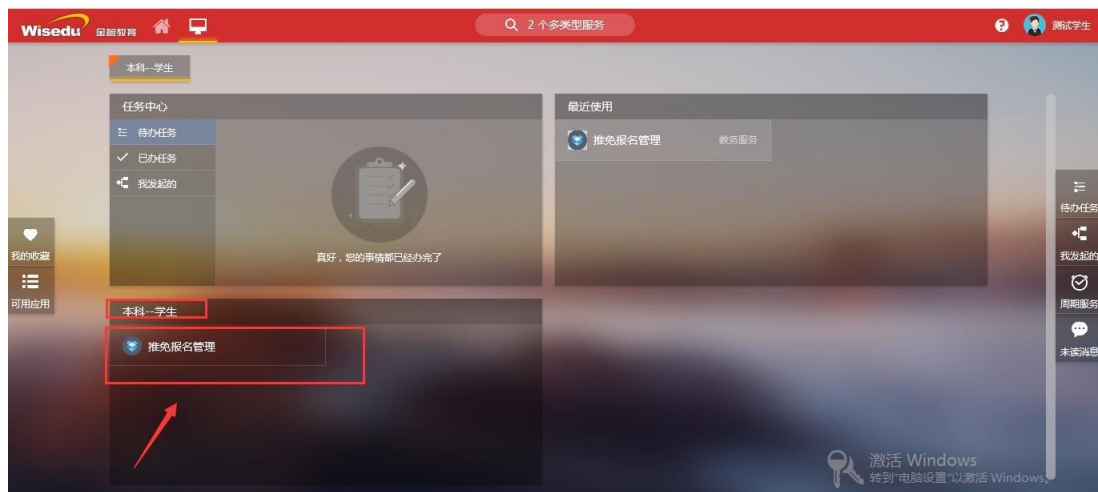 Wisedu 金智教育
2 个多类型服务
测试学生
本科--学生
任务中心
待办任务
已办任务
我发起的
真好，您的事情都已经办完了
最近使用
推免报名管理 教务服务
我的收藏
可用应用
本科--学生
推免报名管理
待办任务
我发起的
周期服务
未读消息
激活 Windows
转到"电脑设置"以激活 Windows。